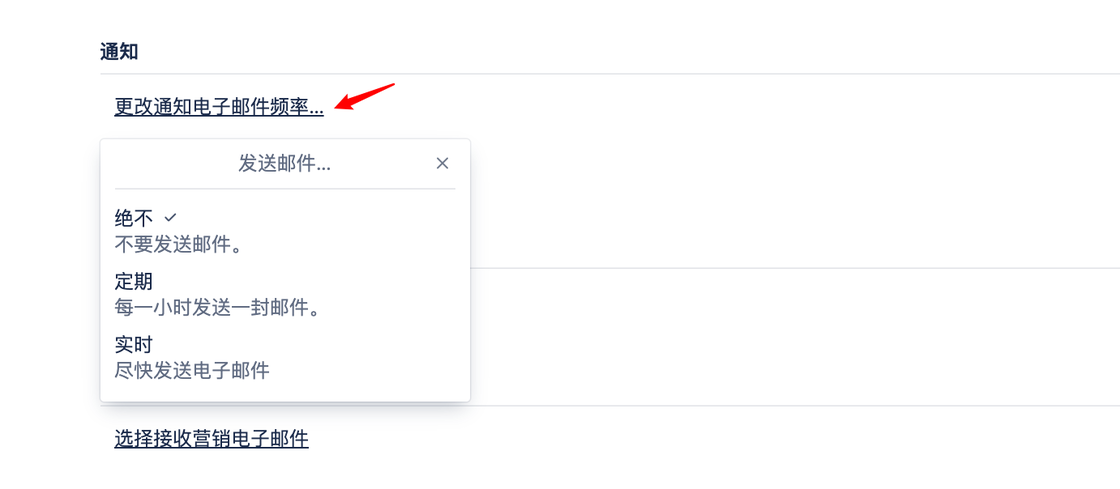 通知
更改通知电子邮件频率...
发送邮件...
绝不
不要发送邮件。
定期
每一小时发送一封邮件。
实时
尽快发送电子邮件
选择接收营销电子邮件